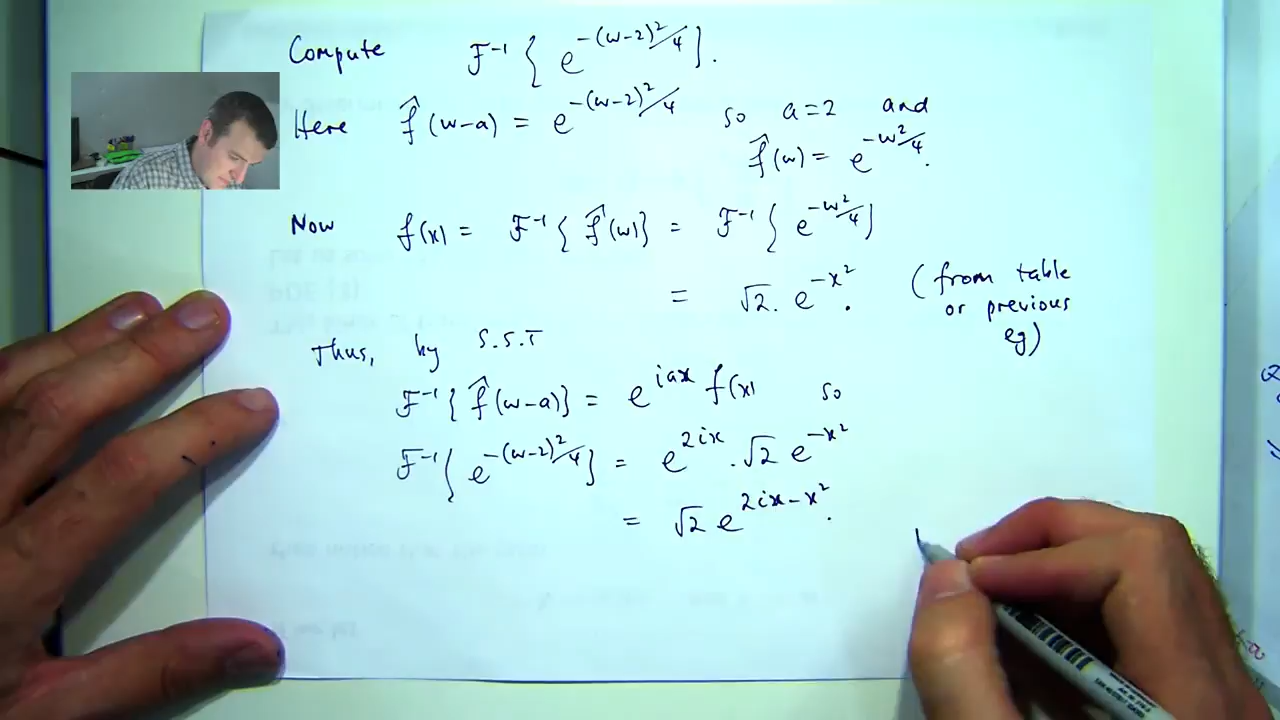 Compute F⁻¹ { e^{-(w-2)²/4} }.
Here f̂(w-a) = e^{-(w-2)²/4} so a=2 and
f̂(w) = e^{-w²/4}.
Now f(x) = F⁻¹ { f̂(w) } = F⁻¹ { e^{-w²/4} }
= √2. e^{-x²}. (from table
or previous
eg)
Thus, by S.S.T
F⁻¹ { f̂(w-a) } = e^{iax} f(x) so
F⁻¹ { e^{-(w-2)²/4} } = e^{2ix} . √2 e^{-x²}
= √2 e^{2ix-x²}.